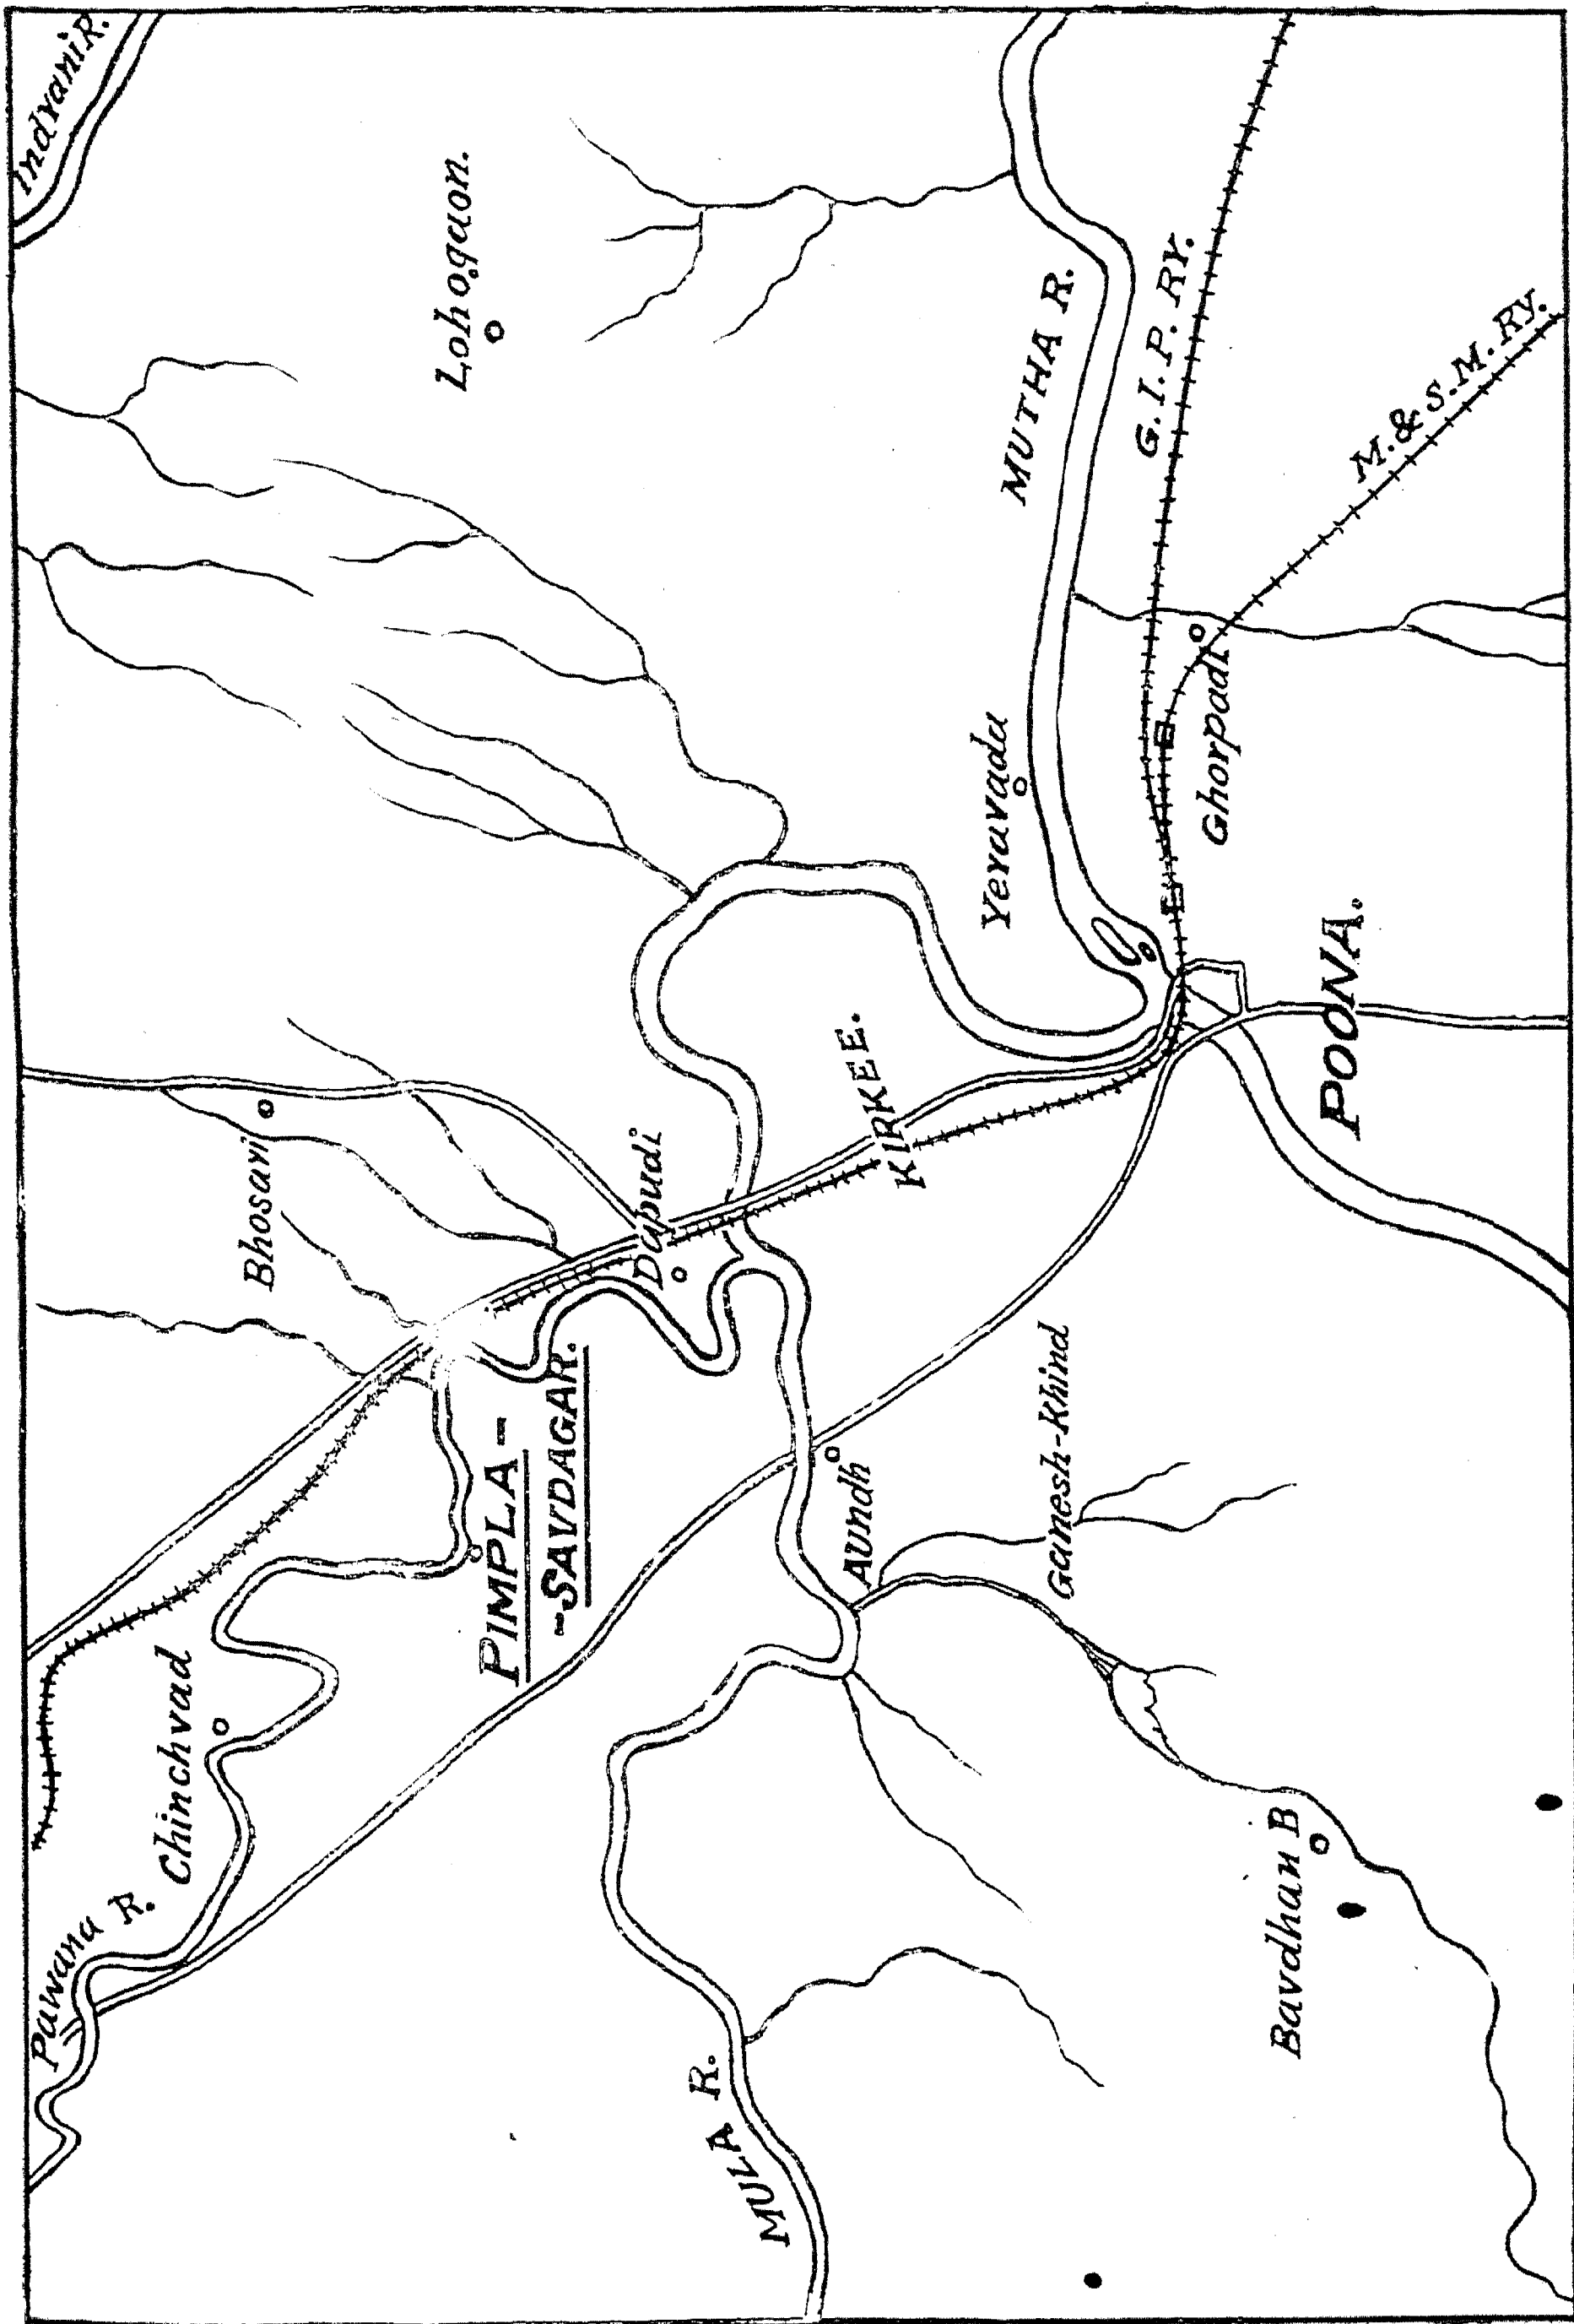 Indrani R.
Pawana R.
Chinchvad
Bhosari
Lohogaon.
PIMPLA -
- SAVDAGAR.
Dapudi
MULA R.
Aundh
KIRKEE.
Yeravada
MUTHA R.
Ganesh-Khind
G. I. P. RY.
Ghorpadi
Bavdhan B
POONA.
M. & S. M. Ry.